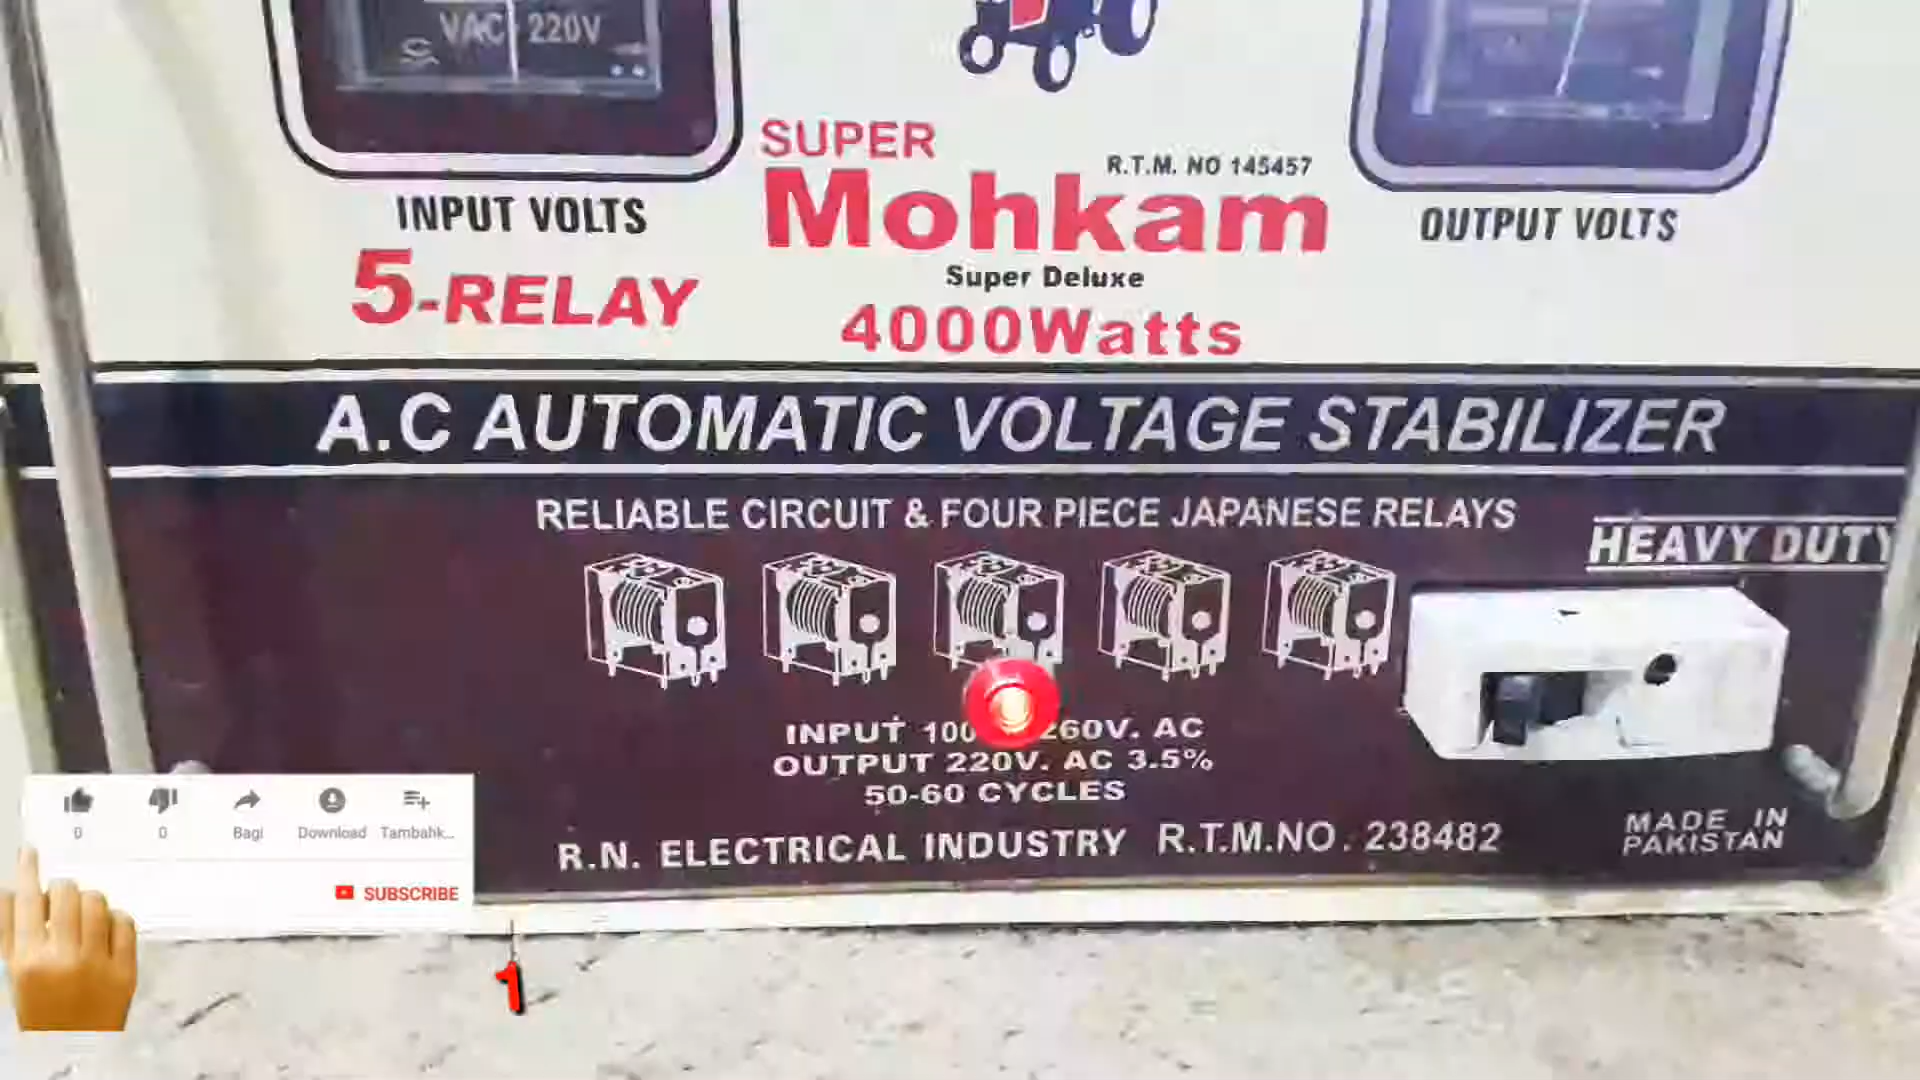 VAC 220V
SUPER
R.T.M. NO 145457
Mohkam
INPUT VOLTS
OUTPUT VOLTS
5-RELAY
Super Deluxe
4000Watts
A.C AUTOMATIC VOLTAGE STABILIZER
RELIABLE CIRCUIT & FOUR PIECE JAPANESE RELAYS
HEAVY DUTY
INPUT 100 260V. AC
OUTPUT 220V. AC 3.5%
50-60 CYCLES
R.N. ELECTRICAL INDUSTRY R.T.M.NO. 238482
MADE IN
PAKISTAN
0 0 Bagi Download Tambahk...
SUBSCRIBE
1